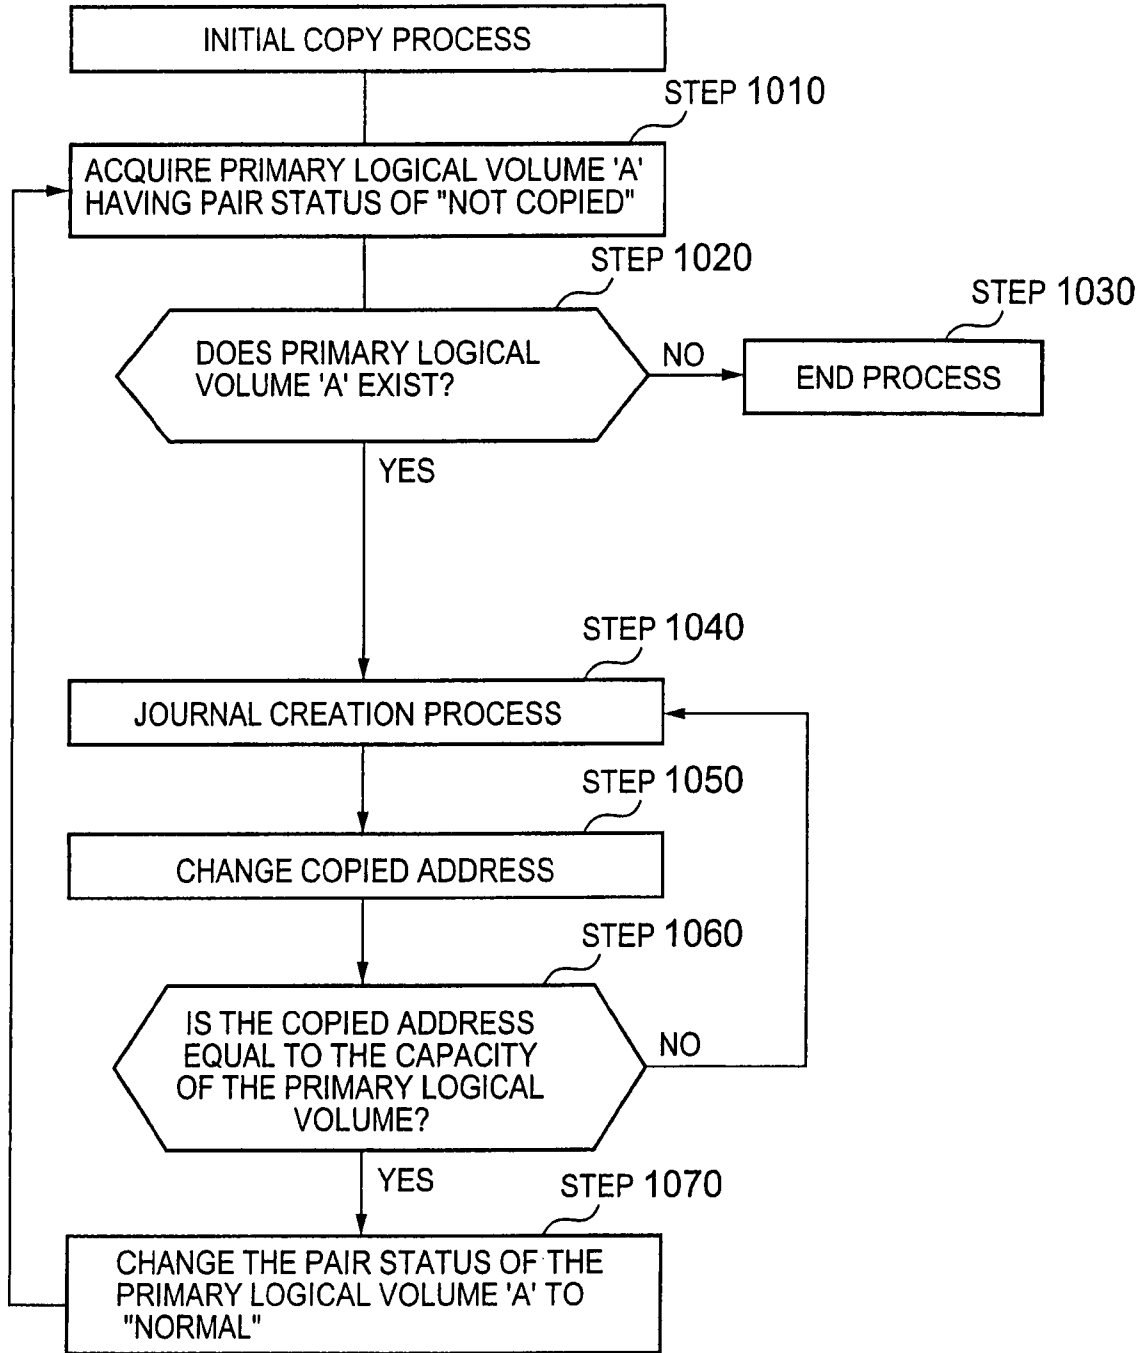 INITIAL COPY PROCESS
STEP 1010
ACQUIRE PRIMARY LOGICAL VOLUME 'A'
HAVING PAIR STATUS OF "NOT COPIED"
STEP 1020
DOES PRIMARY LOGICAL
VOLUME 'A' EXIST?
NO
STEP 1030
END PROCESS
YES
STEP 1040
JOURNAL CREATION PROCESS
STEP 1050
CHANGE COPIED ADDRESS
STEP 1060
IS THE COPIED ADDRESS
EQUAL TO THE CAPACITY
OF THE PRIMARY LOGICAL
VOLUME?
NO
YES
STEP 1070
CHANGE THE PAIR STATUS OF THE
PRIMARY LOGICAL VOLUME 'A' TO
"NORMAL"